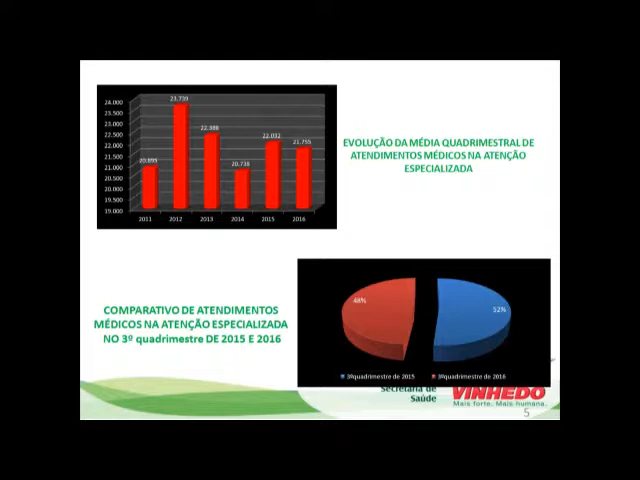 24.000
23.500
23.000
22.500
22.000
21.500
21.000
20.500
20.000
19.500
19.000
20.895
23.739
22.386
20.738
22.032
21.755
2011 2012 2013 2014 2015 2016
EVOLUÇÃO DA MÉDIA QUADRIMESTRAL DE
ATENDIMENTOS MÉDICOS NA ATENÇÃO
ESPECIALIZADA
COMPARATIVO DE ATENDIMENTOS
MÉDICOS NA ATENÇÃO ESPECIALIZADA
NO 3º quadrimestre DE 2015 E 2016
48%
52%
3ºquadrimestre de 2015 3ºquadrimestre de 2016
Secretaria de
Saúde
VINHEDO
Mais forte. Mais humana.
5